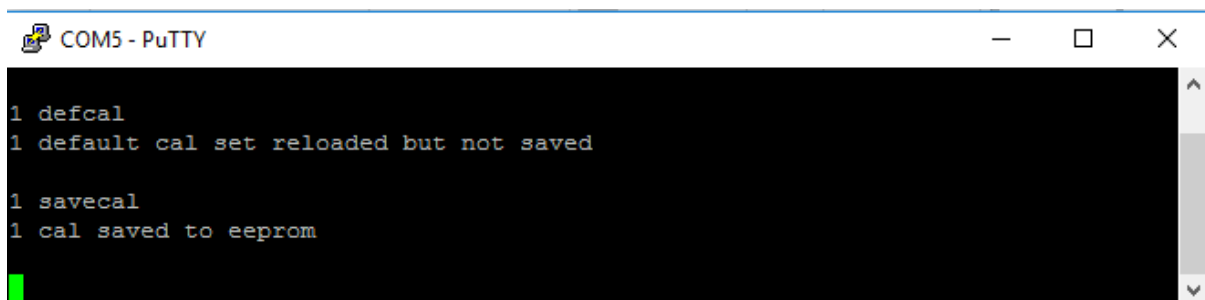 COM5 - PuTTY
1 defcal
1 default cal set reloaded but not saved
1 savecal
1 cal saved to eeprom